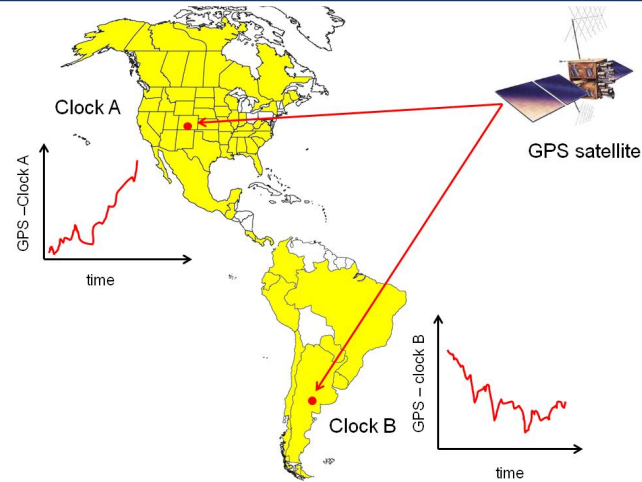 Clock A
GPS satellite
GPS –Clock A
time
GPS – clock B
Clock B
time